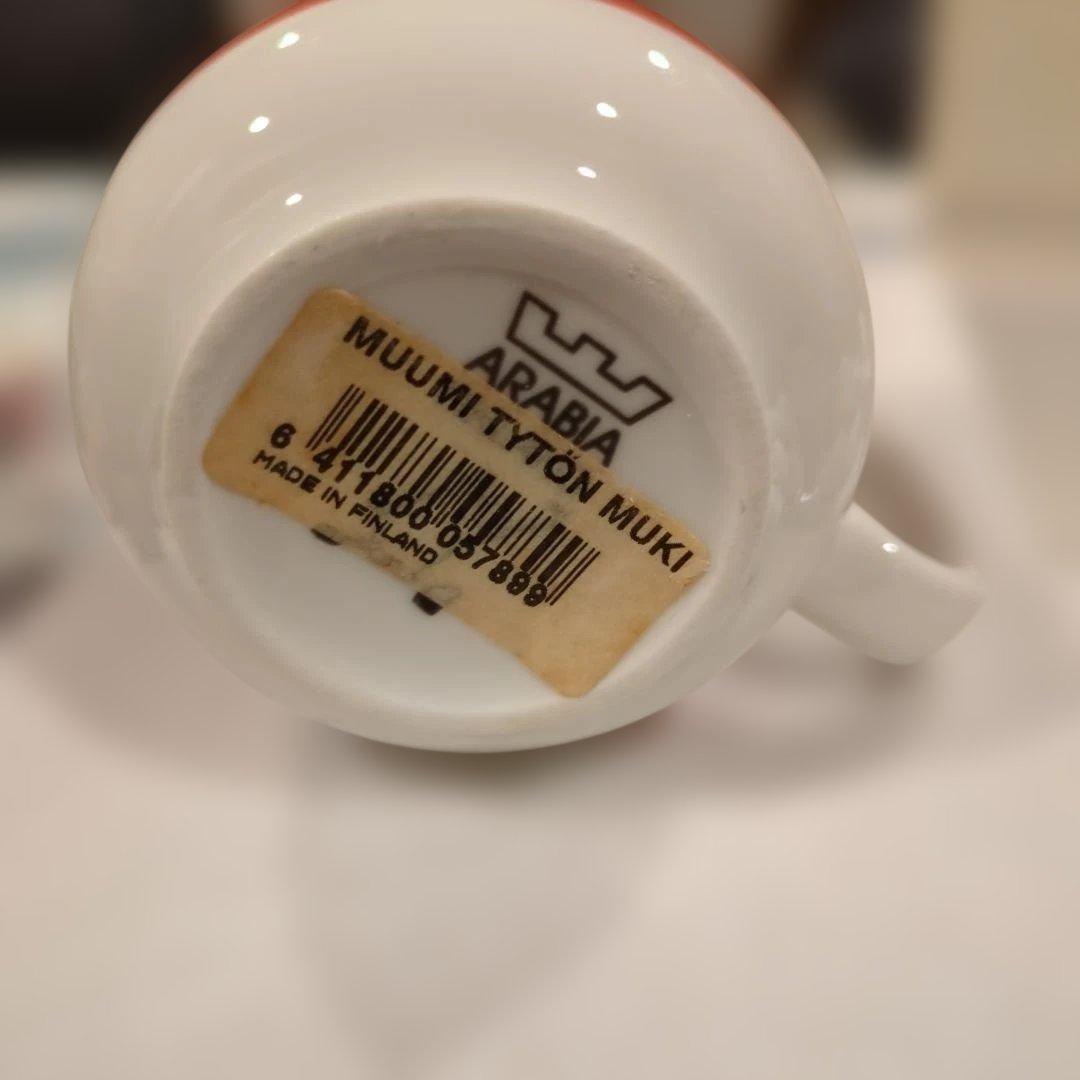 ARABIA
MUUMI TYTÖN MUKI
6 411800 057899
MADE IN FINLAND